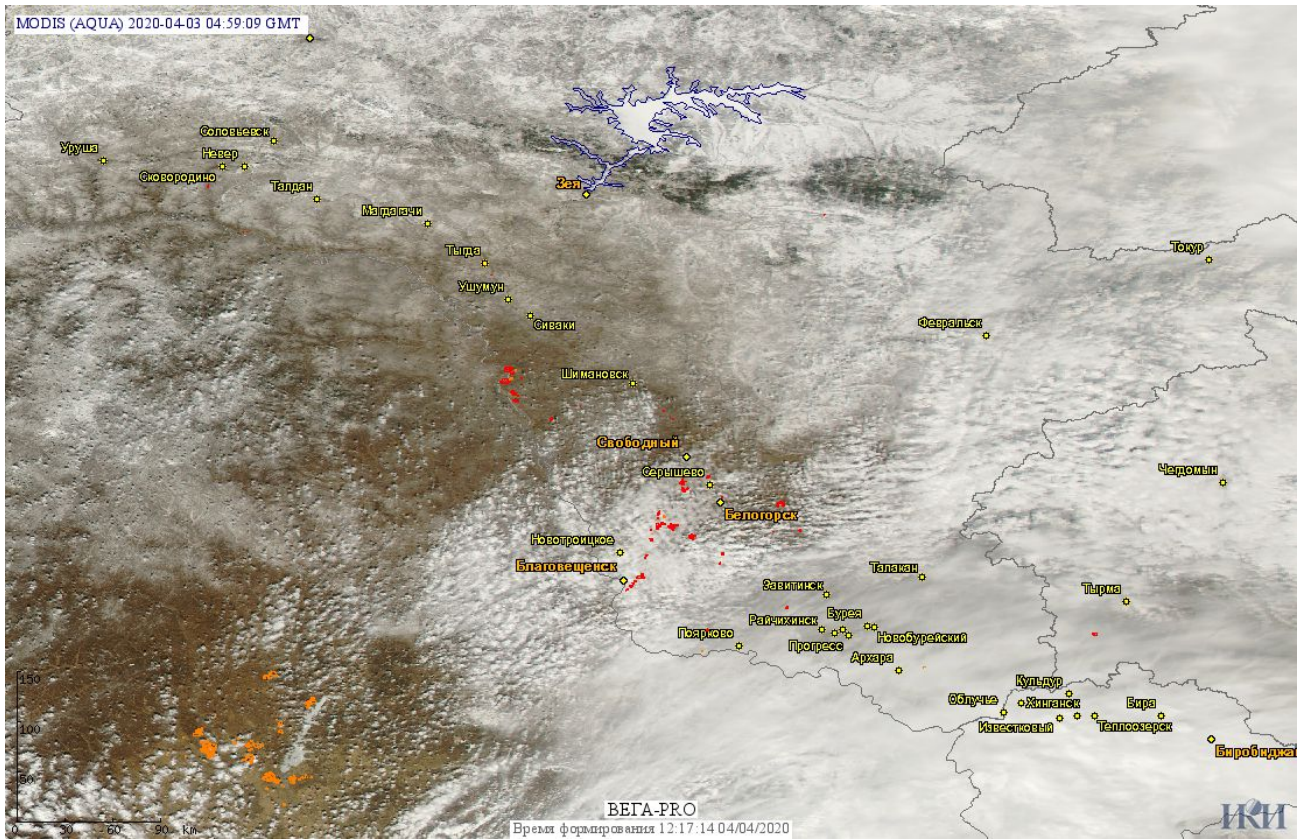 MODIS (AQUA) 2020-04-03 04:59:09 GMT
Соловьевск
Уруша
Невер
Сковородино
Талдан
Зея
Магдагачи
Тыгда
Токур
Ушумун
Сиваки
Февральск
Шимановск
Свободный
Серышево
Чегдомын
Белогорск
Новотроицкое
Благовещенск
Талакан
Завитинск
Тырма
Бурея
Райчихинск
Поярково
Прогресс
Новобурейский
Архара
Кульдур
Облучье
Хинганск
Бира
Известковый
Теплоозерск
Биробиджан
150
100
50
0 30 60 90 km
ВЕГА-PRO
Время формирования 12:17:14 04/04/2020
ИКИ